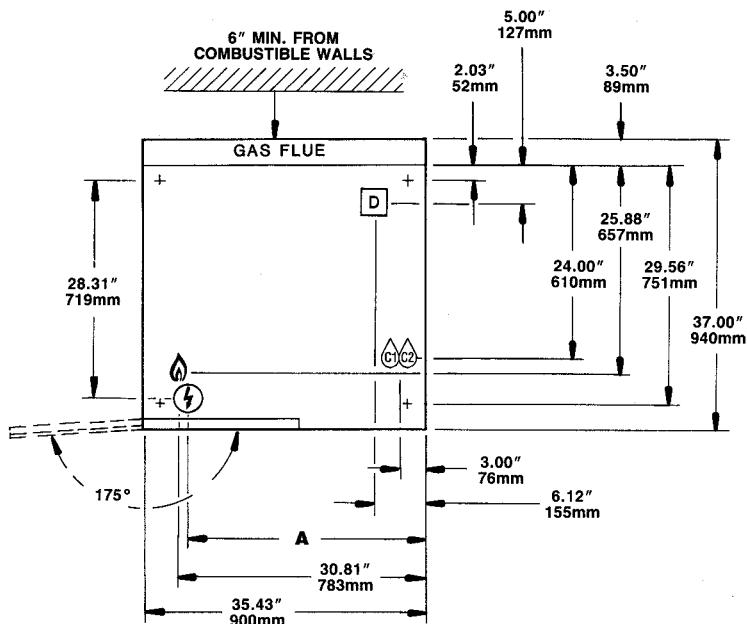 6" MIN. FROM
COMBUSTIBLE WALLS
5.00"
127mm
2.03"
52mm
3.50"
89mm
GAS FLUE
D
25.88"
657mm
28.31"
719mm
24.00"
610mm
29.56"
751mm
37.00"
940mm
C1 C2
175°
3.00"
76mm
6.12"
155mm
A
30.81"
783mm
35.43"
900mm